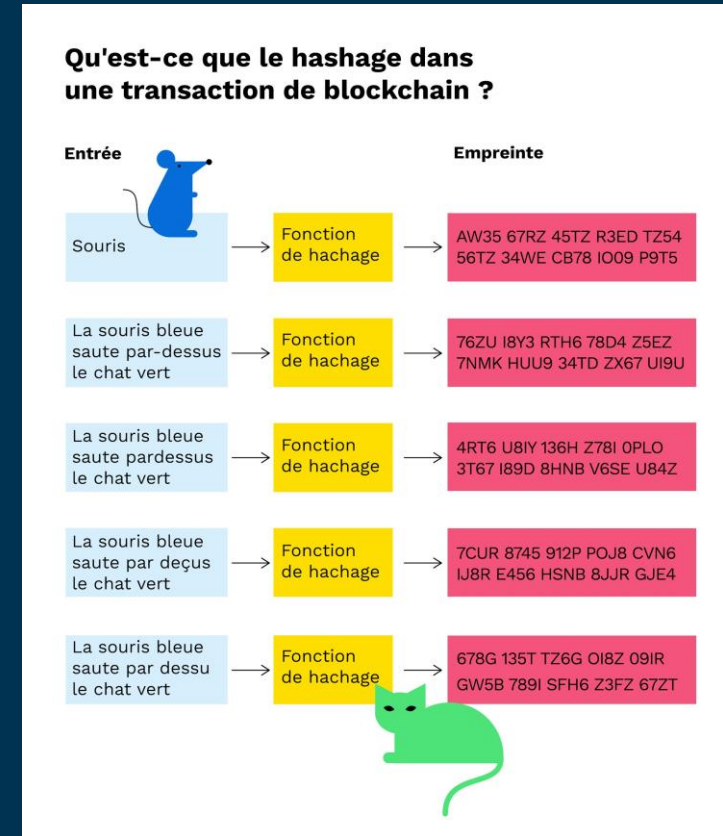 Qu'est-ce que le hashage dans
une transaction de blockchain ?
Entrée
Empreinte
Souris
Fonction
de hachage
AW35 67RZ 45TZ R3ED TZ54
56TZ 34WE CB78 IO09 P9T5
La souris bleue
saute par-dessus
le chat vert
Fonction
de hachage
76ZU I8Y3 RTH6 78D4 Z5EZ
7NMK HUU9 34TD ZX67 UI9U
La souris bleue
saute pardessus
le chat vert
Fonction
de hachage
4RT6 U8IY 136H Z78I 0PLO
3T67 I89D 8HNB V6SE U84Z
La souris bleue
saute par deçus
le chat vert
Fonction
de hachage
7CUR 8745 912P POJ8 CVN6
IJ8R E456 HSNB 8JJR GJE4
La souris bleue
saute par dessu
le chat vert
Fonction
de hachage
678G 135T TZ6G OI8Z 09IR
GW5B 789I SFH6 Z3FZ 67ZT